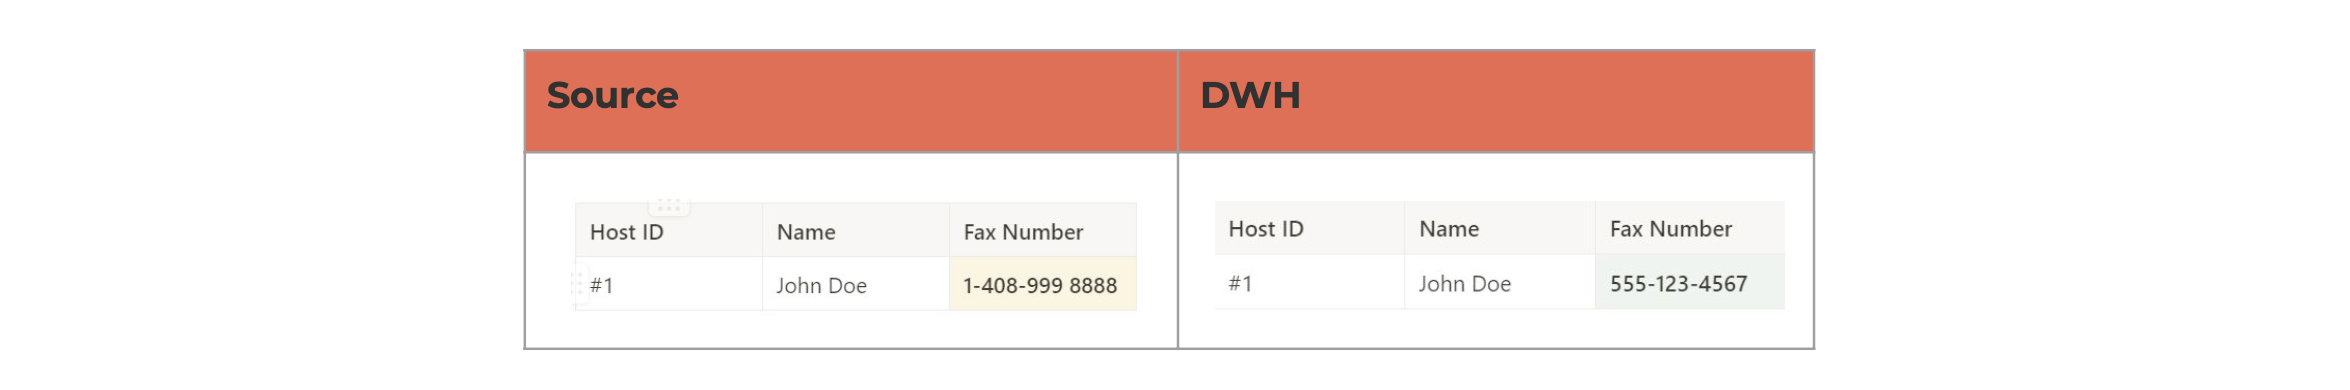 Source
DWH
Host ID Name Fax Number
#1 John Doe 1-408-999 8888
Host ID Name Fax Number
#1 John Doe 555-123-4567